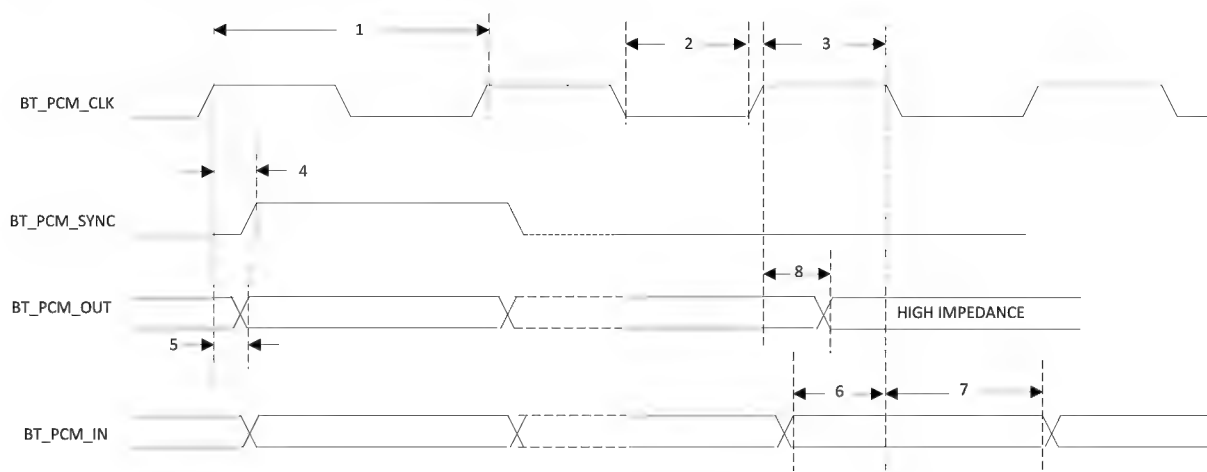 1
2
3
BT_PCM_CLK
4
BT_PCM_SYNC
8
BT_PCM_OUT
HIGH IMPEDANCE
5
6
7
BT_PCM_IN